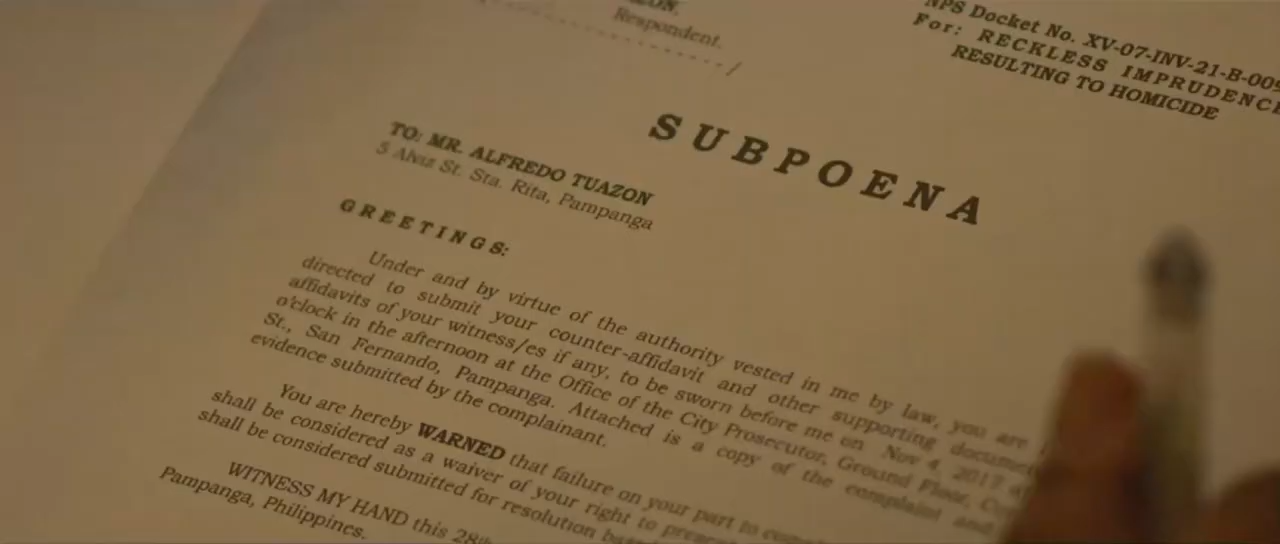 Respondent.
NPS Docket No. XV-07-INV-21-B-009
For: RECKLESS IMPRUDENCE
RESULTING TO HOMICIDE
SUBPOENA
TO: MR. ALFREDO TUAZON
5 Alviz St. Sta. Rita, Pampanga
GREETINGS:
Under and by virtue of the authority vested in me by law, you are
directed to submit your counter-affidavit and other supporting
affidavits of your witness/es if any, to be sworn before me on Nov 4, 2017
o'clock in the afternoon at the Office of the City Prosecutor, Ground Floor,
St., San Fernando, Pampanga. Attached is a copy of the complaint and
evidence submitted by the complainant.
You are hereby WARNED that failure on your part to
shall be considered as a waiver of your right to
shall be considered submitted for resolution
WITNESS MY HAND this 28th
Pampanga, Philippines.